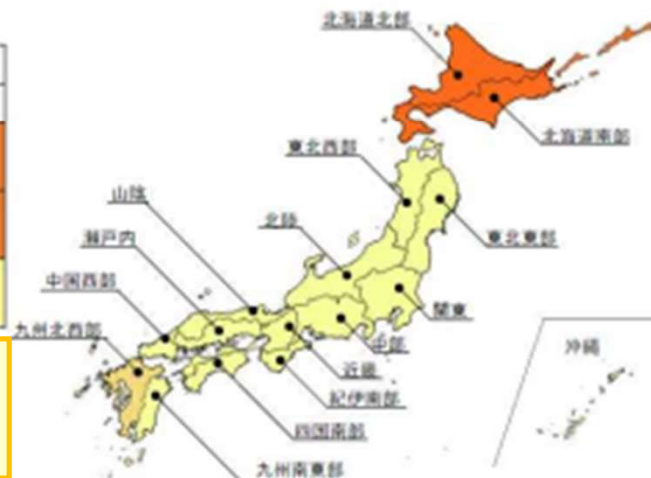 北海道北部
北海道南部
東北西部
東北東部
山陰
北陸
瀬戸内
中国西部
関東
九州北西部
中部
近畿
紀伊南部
四国南部
九州南東部
沖縄